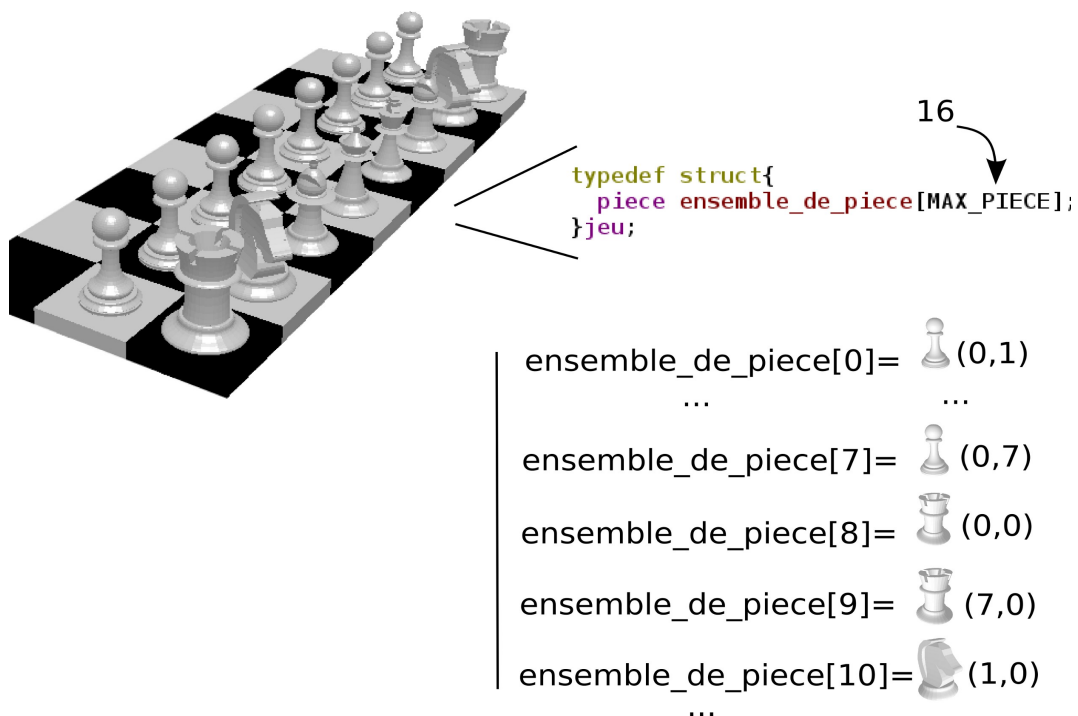 16
typedef struct{
piece ensemble_de_piece[MAX_PIECE];
}jeu;
ensemble_de_piece[0]= (0,1)
... ...
ensemble_de_piece[7]= (0,7)
ensemble_de_piece[8]= (0,0)
ensemble_de_piece[9]= (7,0)
ensemble_de_piece[10]= (1,0)
...